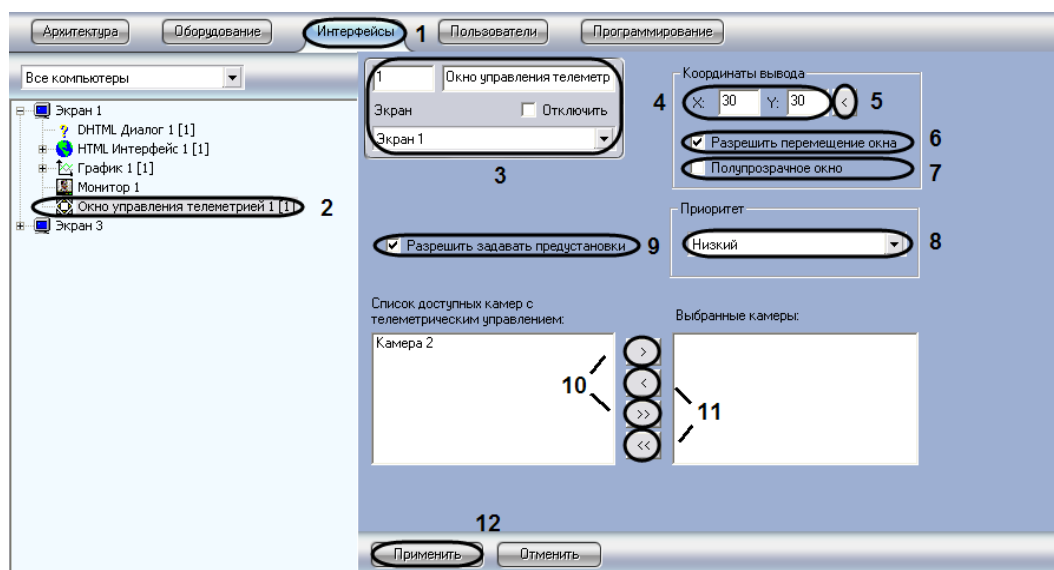 Архитектура Оборудование Интерфейсы 1 Пользователи Программирование
Все компьютеры
Экран 1
? DHTML Диалог 1 [1]
HTML Интерфейс 1 [1]
График 1 [1]
Монитор 1
Окно управления телеметрией 1 [1] 2
Экран 3
1 Окно управления телеметр
Экран Отключить
Экран 1
3
Координаты вывода
4 X: 30 Y: 30 < 5
Разрешить перемещение окна 6
Полупрозрачное окно 7
Приоритет
Низкий 8
Разрешить задавать предустановки 9
Список доступных камер с
телеметрическим управлением:
Камера 2
10
>
<
>>
<<
11
Выбранные камеры:
12
Применить Отменить